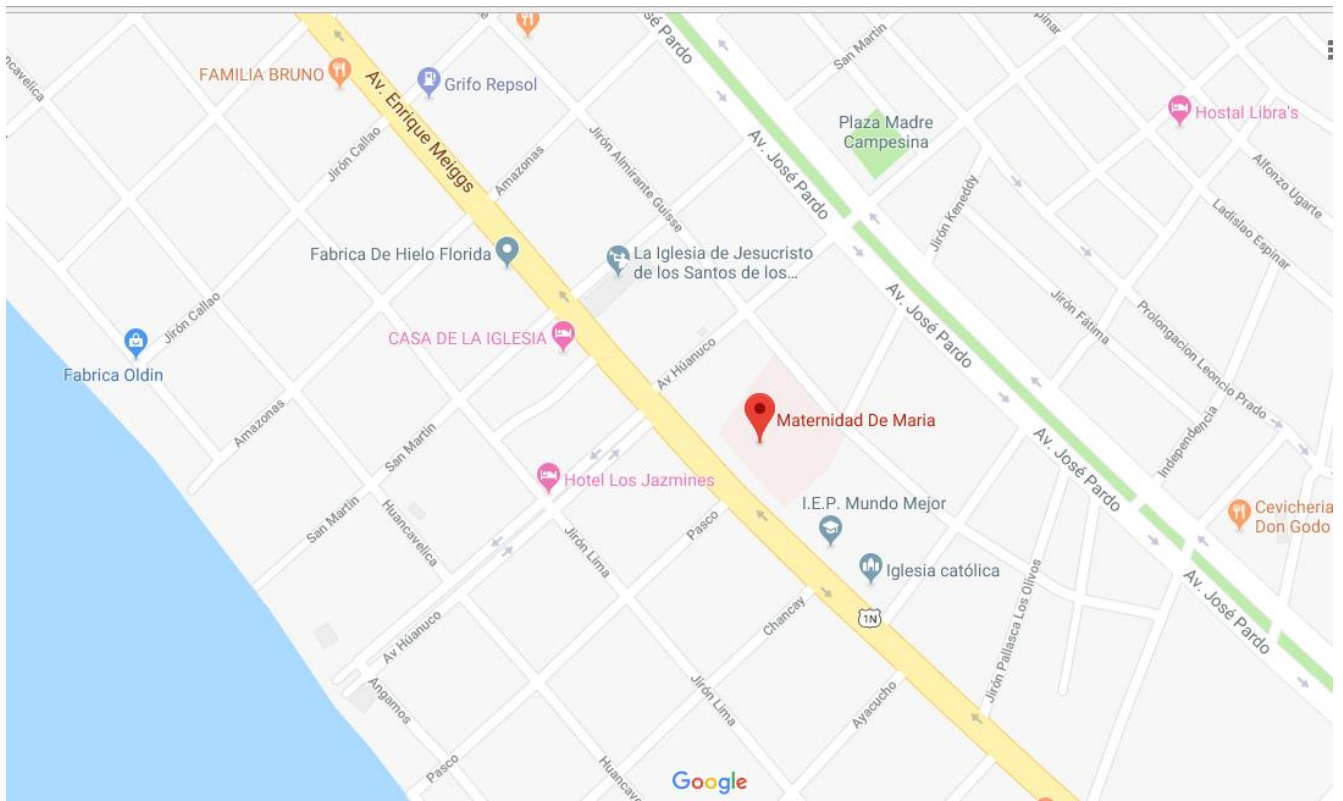 José Pardo
San Martin
Espinar
FAMILIA BRUNO
Grifo Repsol
Av. Enrique Meiggs
Hostal Libra's
Plaza Madre
Campesina
Jirón Callao
Amazonas
Jirón Almirante Guisse
Av. José Pardo
Alfonzo Ugarte
Jirón Keneddy
Ladislao Espinar
Fabrica De Hielo Florida
La Iglesia de Jesucristo
de los Santos de los...
Jirón Callao
Av. José Pardo
Jirón Fátima
Prolongacion Leoncio Prado
CASA DE LA IGLESIA
Av Húanuco
Fabrica Oldin
Amazonas
San Martin
Maternidad De Maria
Independencia
Av. José Pardo
Hotel Los Jazmines
San Martin
Huancavelica
Pasco
I.E.P. Mundo Mejor
Cevicheria
Don Godo
Jirón Lima
Iglesia católica
Av. José Pardo
Chancay
1N
Av Húanuco
Jirón Pallasca Los Olivos
Angamos
Jirón Lima
Ayacucho
Pasco
Google